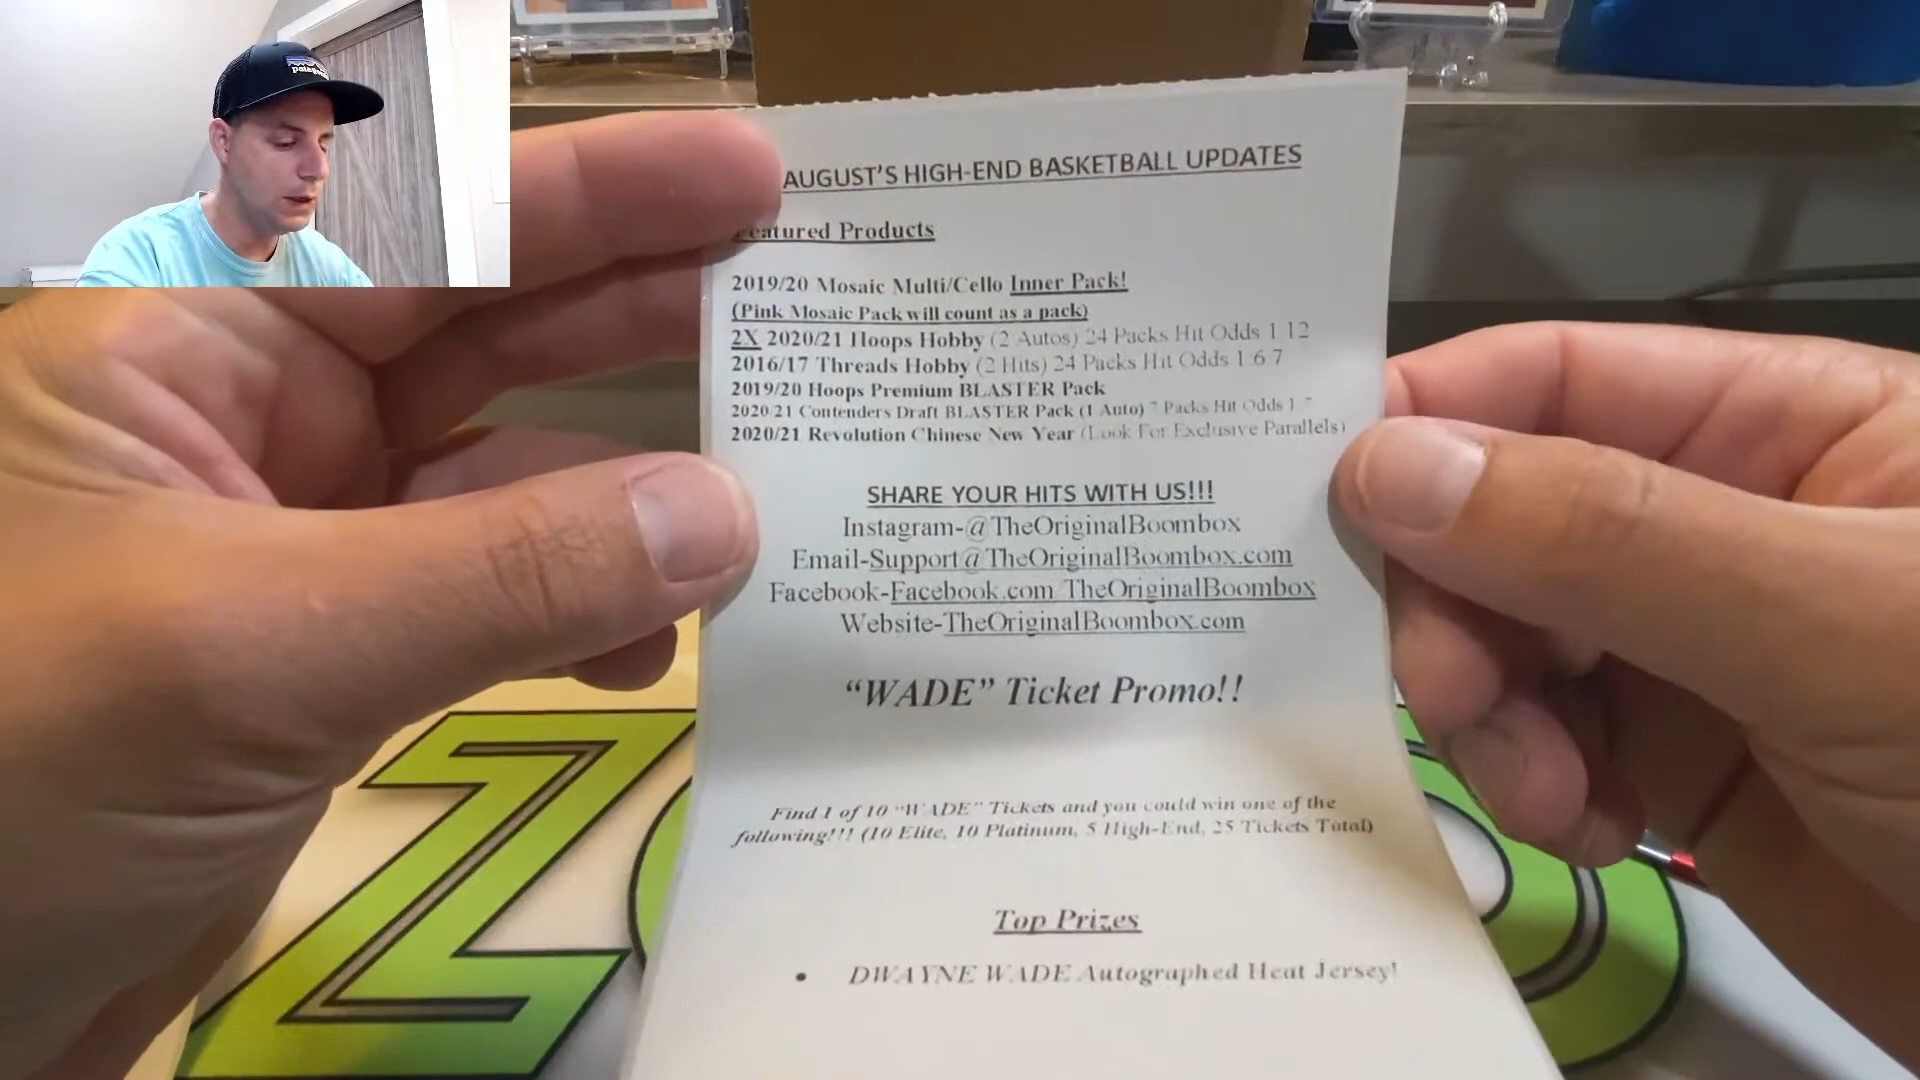 patagonia
AUGUST'S HIGH-END BASKETBALL UPDATES
Featured Products
2019/20 Mosaic Multi/Cello Inner Pack!
(Pink Mosaic Pack will count as a pack)
2X 2020/21 Hoops Hobby (2 Autos) 24 Packs Hit Odds 1 12
2016/17 Threads Hobby (2 Hits) 24 Packs Hit Odds 1 6 7
2019/20 Hoops Premium BLASTER Pack
2020 21 Contenders Draft BLASTER Pack (1 Auto) 7 Packs Hit Odds 1 7
2020/21 Revolution Chinese New Year (Look For Exclusive Parallels)
SHARE YOUR HITS WITH US!!!
Instagram-@TheOriginalBoombox
Email-Support@TheOriginalBoombox.com
Facebook-Facebook.com TheOriginalBoombox
Website-TheOriginalBoombox.com
“WADE” Ticket Promo!!
Find 1 of 10 “WADE” Tickets and you could win one of the
following!!! (10 Elite, 10 Platinum, 5 High-End, 25 Tickets Total)
Top Prizes
• DWAYNE WADE Autographed Heat Jersey!
Z